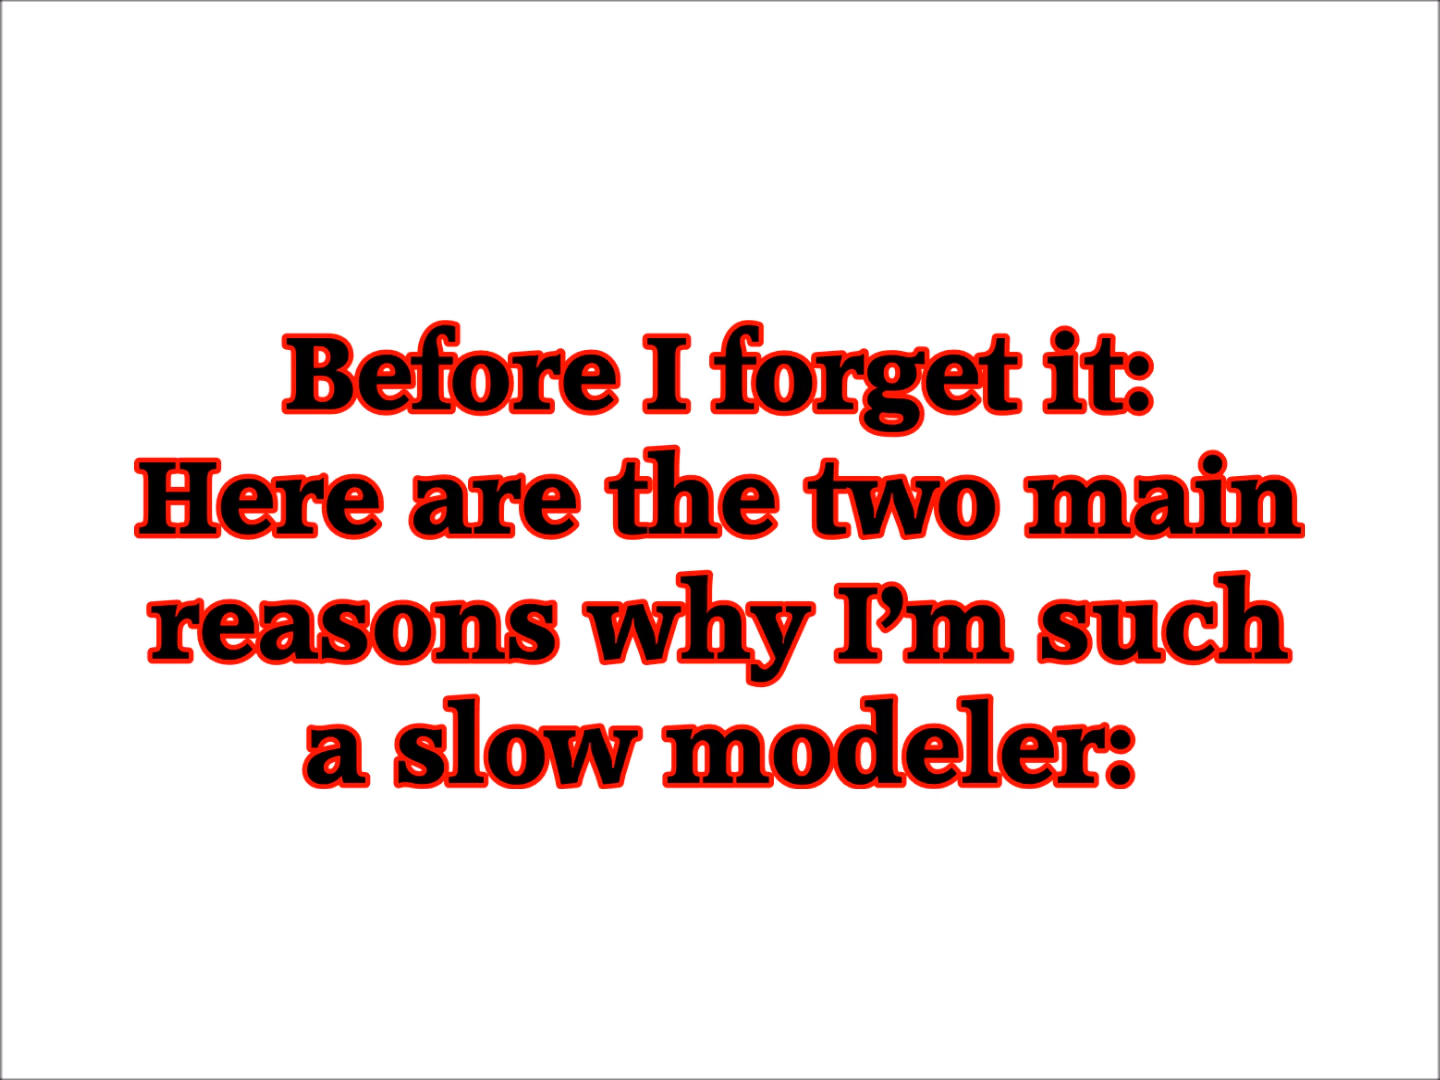 Before I forget it:
Here are the two main
reasons why I’m such
a slow modeler: